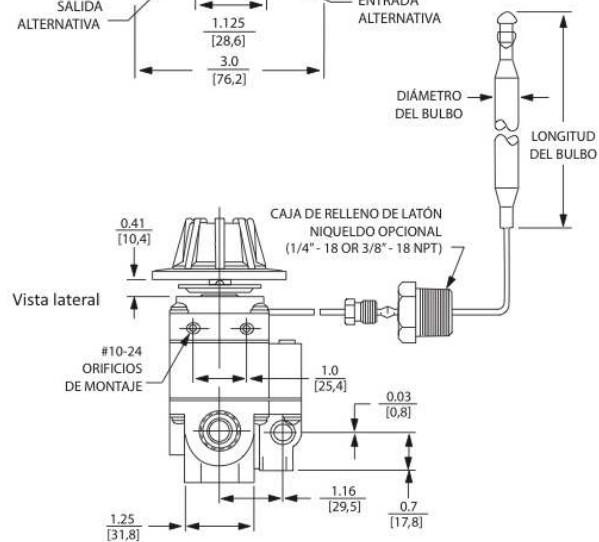 SALIDA
ALTERNATIVA
ENTRADA
ALTERNATIVA
1.125
[28,6]
3.0
[76,2]
DIÁMETRO
DEL BULBO
LONGITUD
DEL BULBO
CAJA DE RELLENO DE LATÓN
NIQUELDO OPCIONAL
(1/4" - 18 OR 3/8" - 18 NPT)
0.41
[10,4]
Vista lateral
#10-24
ORIFICIOS
DE MONTAJE
1.0
[25,4]
0.03
[0,8]
1.16
[29,5]
0.7
[17,8]
1.25
[31,8]